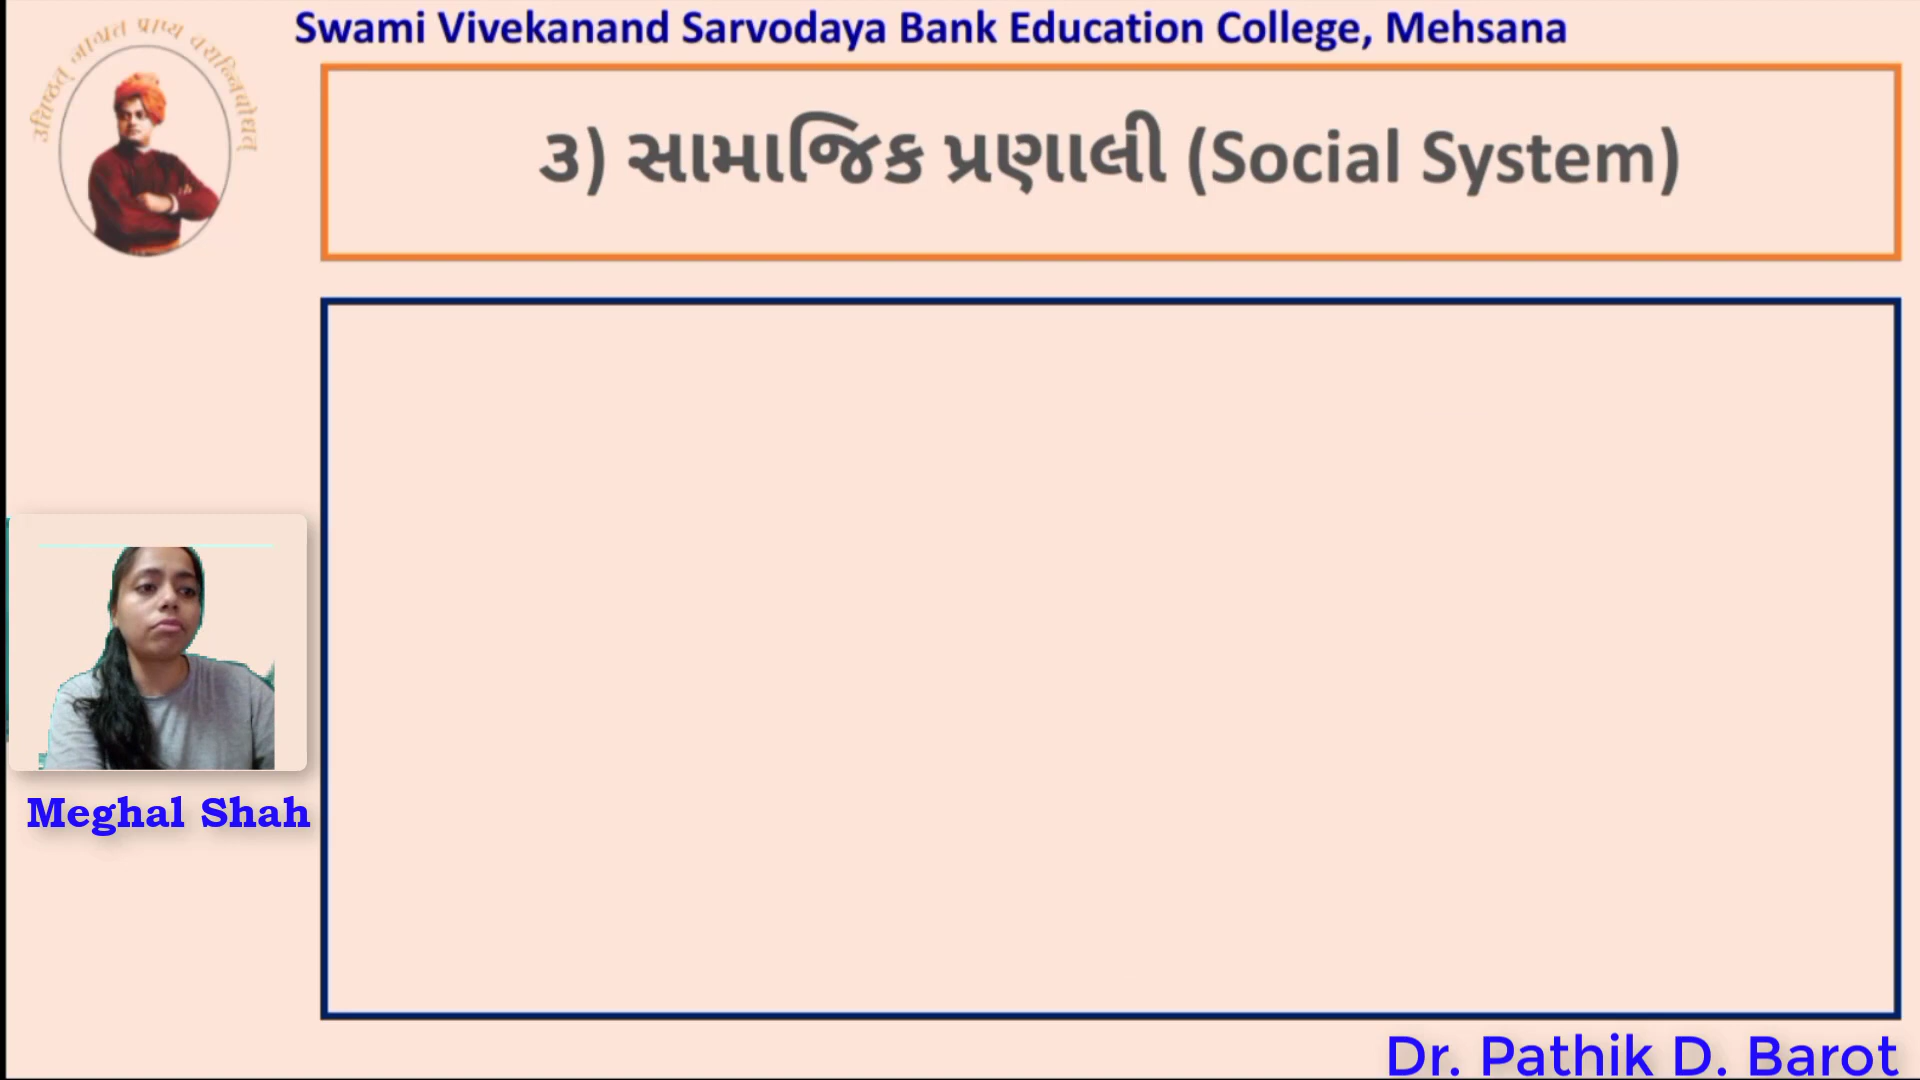 Swami Vivekanand Sarvodaya Bank Education College, Mehsana
૩) સામાજિક પ્રણાલી (Social System)
Meghal Shah
Dr. Pathik D. Barot